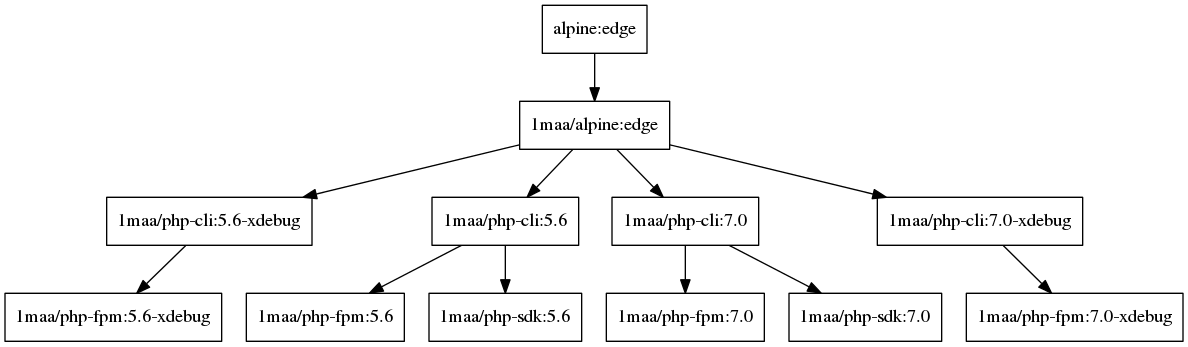 alpine:edge
1maa/alpine:edge
1maa/php-cli:5.6-xdebug
1maa/php-cli:5.6
1maa/php-cli:7.0
1maa/php-cli:7.0-xdebug
1maa/php-fpm:5.6-xdebug
1maa/php-fpm:5.6
1maa/php-sdk:5.6
1maa/php-fpm:7.0
1maa/php-sdk:7.0
1maa/php-fpm:7.0-xdebug